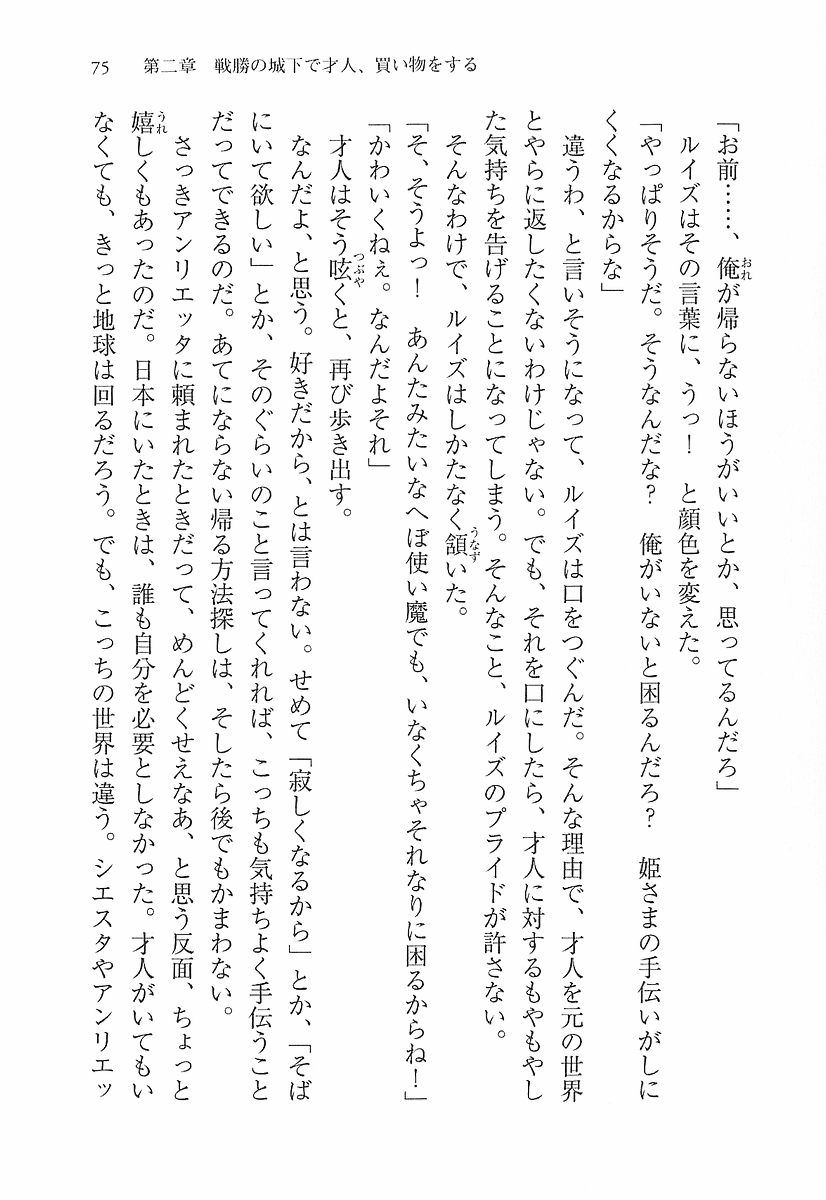 75　第二章　戦勝の城下で才人、買い物をする
「お前……、俺が帰らないほうがいいとか、思ってるんだろ」
ルイズはその言葉に、うっ！　と顔色を変えた。
「やっぱりそうだ。そうなんだな？　俺がいないと困るんだろ？　姫さまの手伝いがしに
くくなるからな」
違うわ、と言いそうになって、ルイズは口をつぐんだ。そんな理由で、才人を元の世界
とやらに返したくないわけじゃない。でも、それを口にしたら、才人に対するもやもやし
た気持ちを告げることになってしまう。そんなこと、ルイズのプライドが許さない。
そんなわけで、ルイズはしかたなく頷いた。
「そ、そうよっ！　あんたみたいなへぼ使い魔でも、いなくちゃそれなりに困るからね！」
「かわいくねぇ。なんだよそれ」
才人はそう呟くと、再び歩き出す。
なんだよ、と思う。好きだから、とは言わない。せめて「寂しくなるから」とか、「そば
にいて欲しい」とか、そのぐらいのこと言ってくれれば、こっちも気持ちよく手伝うこと
だってできるのだ。あてにならない帰る方法探しは、そしたら後でもかまわない。
さっきアンリエッタに頼まれたときだって、めんどくせえなあ、と思う反面、ちょっと
嬉しくもあったのだ。日本にいたときは、誰も自分を必要としなかった。才人がいてもい
なくても、きっと地球は回るだろう。でも、こっちの世界は違う。シエスタやアンリエッ